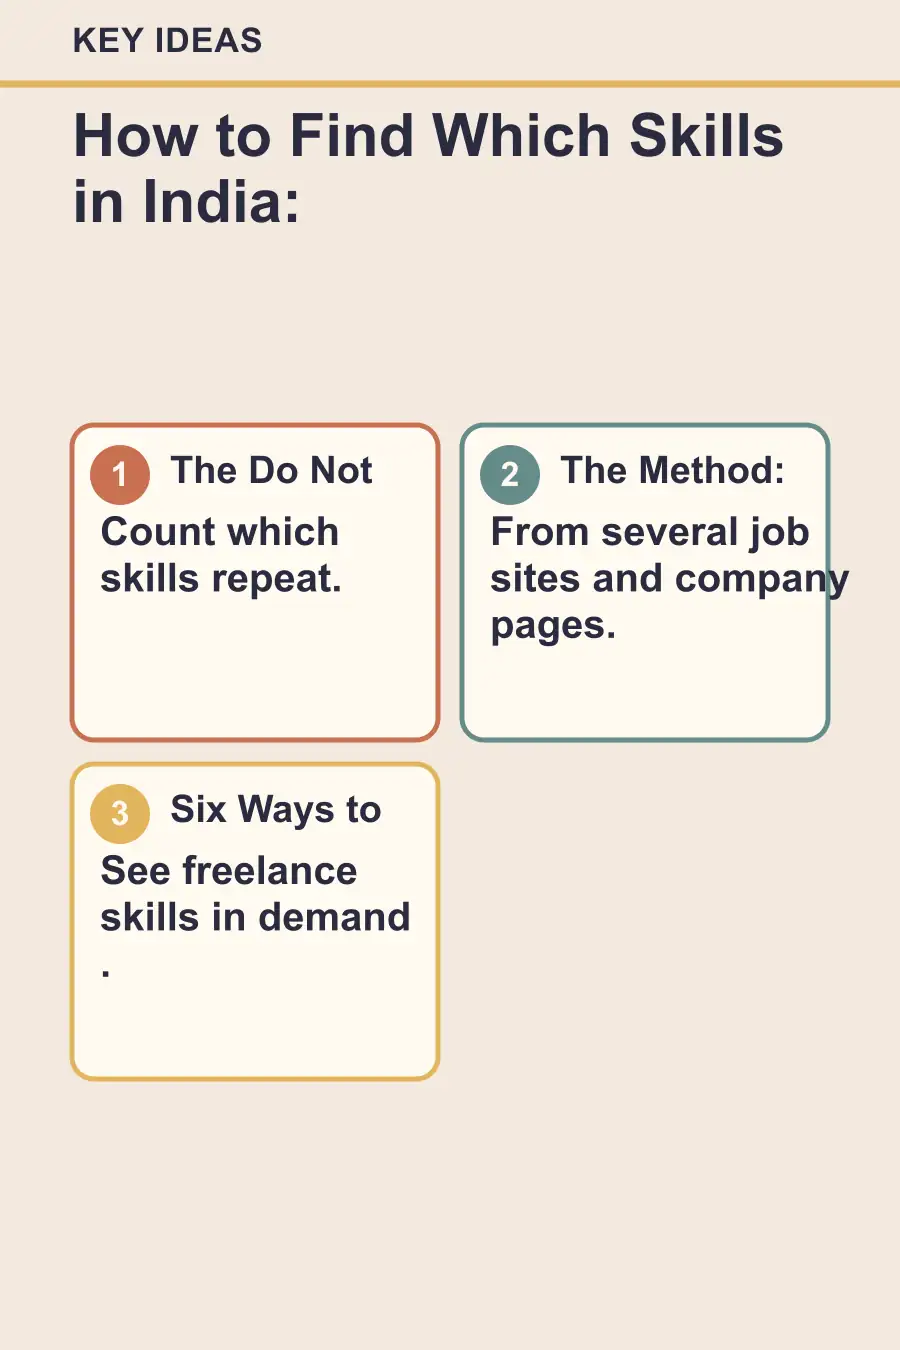 KEY IDEAS
How to Find Which Skills
in India:
1 The Do Not
Count which
skills repeat.
2 The Method:
From several job
sites and company
pages.
3 Six Ways to
See freelance
skills in demand
.